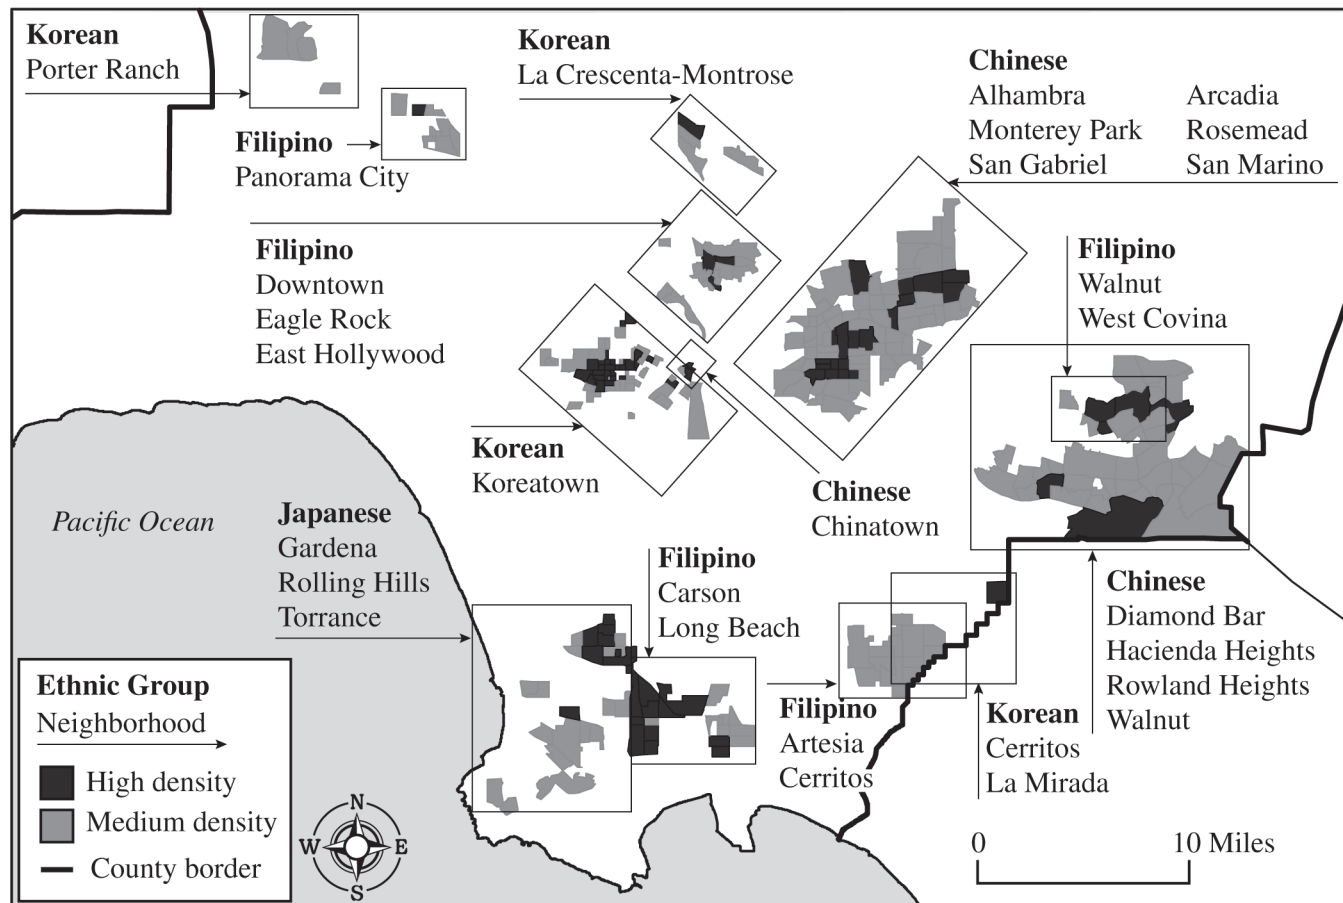 Korean
Porter Ranch
Filipino
Panorama City
Korean
La Crescenta-Montrose
Chinese
Alhambra
Monterey Park
San Gabriel
Arcadia
Rosemead
San Marino
Filipino
Downtown
Eagle Rock
East Hollywood
Filipino
Walnut
West Covina
Korean
Koreatown
Chinese
Chinatown
Pacific Ocean
Japanese
Gardena
Rolling Hills
Torrance
Filipino
Carson
Long Beach
Filipino
Artesia
Cerritos
Korean
Cerritos
La Mirada
Chinese
Diamond Bar
Hacienda Heights
Rowland Heights
Walnut
Ethnic Group
Neighborhood
High density
Medium density
County border
N
W
E
S
0
10 Miles